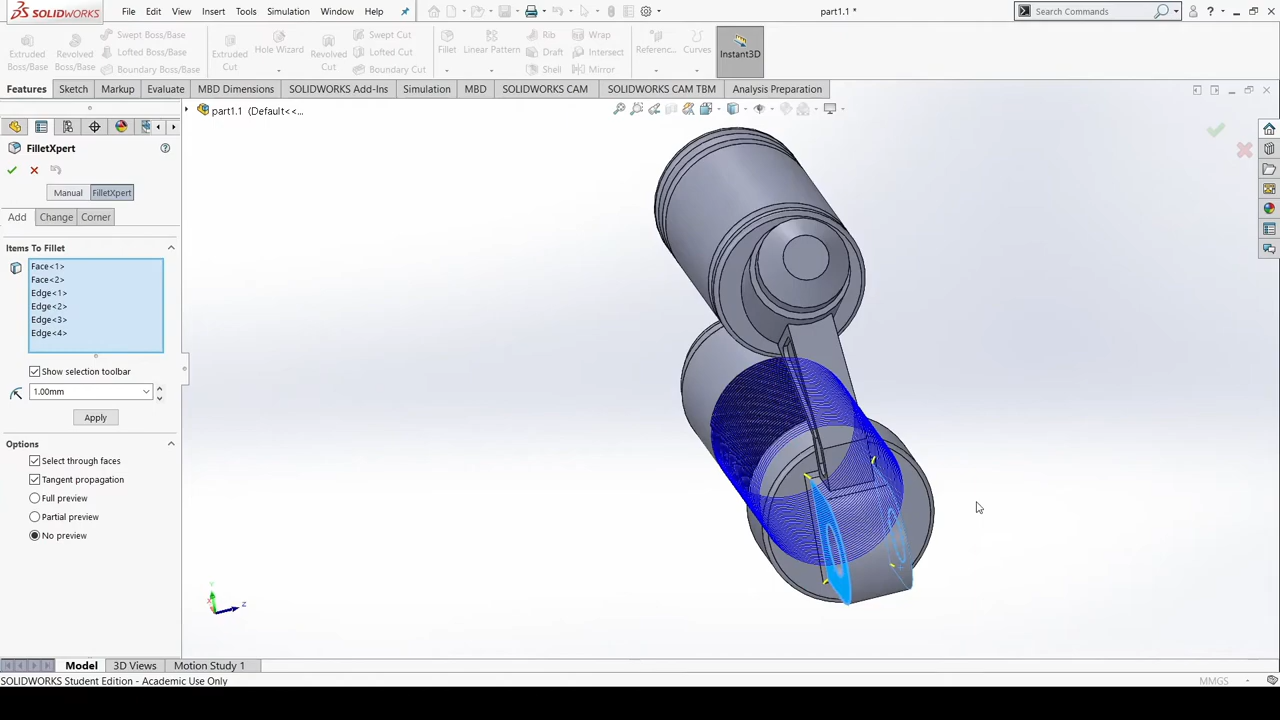 SOLIDWORKS
File Edit View Insert Tools Simulation Window Help
part1.1 *
Search Commands
Extruded Boss/Base
Revolved Boss/Base
Swept Boss/Base
Lofted Boss/Base
Boundary Boss/Base
Extruded Cut
Hole Wizard
Revolved Cut
Swept Cut
Lofted Cut
Boundary Cut
Fillet
Linear Pattern
Rib
Draft
Shell
Wrap
Intersect
Mirror
Referenc...
Curves
Instant3D
Features Sketch Markup Evaluate MBD Dimensions SOLIDWORKS Add-Ins Simulation MBD SOLIDWORKS CAM SOLIDWORKS CAM TBM Analysis Preparation
part1.1 (Default<<...
FilletXpert
Manual FilletXpert
Add Change Corner
Items To Fillet
Face<1>
Face<2>
Edge<1>
Edge<2>
Edge<3>
Edge<4>
Show selection toolbar
1.00mm
Apply
Options
Select through faces
Tangent propagation
Full preview
Partial preview
No preview
Y
Z
Model 3D Views Motion Study 1
SOLIDWORKS Student Edition - Academic Use Only
MMGS